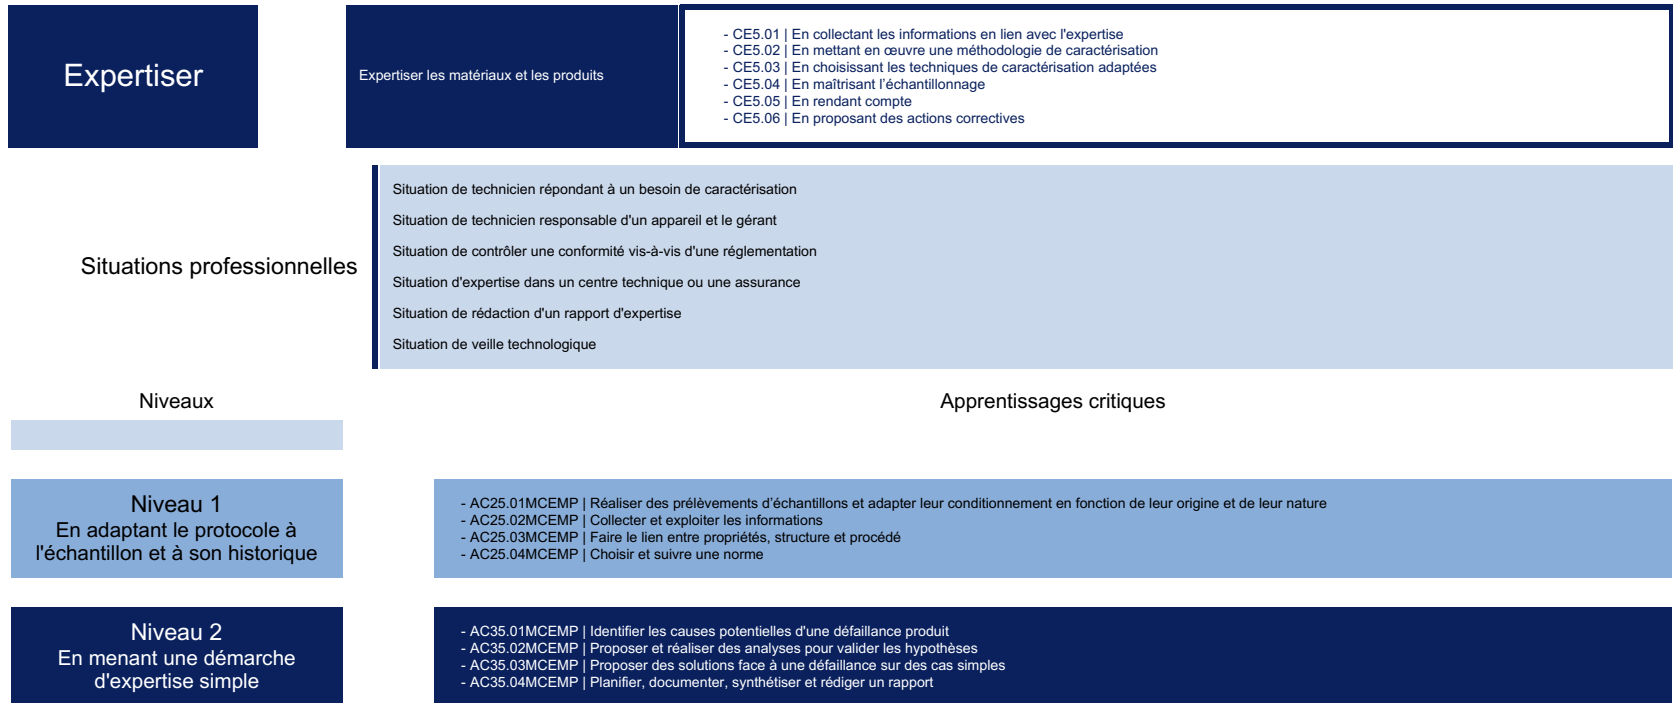 Expertiser
Expertiser les matériaux et les produits
- CE5.01 | En collectant les informations en lien avec l'expertise
- CE5.02 | En mettant en œuvre une méthodologie de caractérisation
- CE5.03 | En choisissant les techniques de caractérisation adaptées
- CE5.04 | En maîtrisant l’échantillonnage
- CE5.05 | En rendant compte
- CE5.06 | En proposant des actions correctives
Situations professionnelles
Situation de technicien répondant à un besoin de caractérisation
Situation de technicien responsable d'un appareil et le gérant
Situation de contrôler une conformité vis-à-vis d'une réglementation
Situation d'expertise dans un centre technique ou une assurance
Situation de rédaction d'un rapport d'expertise
Situation de veille technologique
Niveaux
Apprentissages critiques
Niveau 1
En adaptant le protocole à
l'échantillon et à son historique
- AC25.01MCEMP | Réaliser des prélèvements d’échantillons et adapter leur conditionnement en fonction de leur origine et de leur nature
- AC25.02MCEMP | Collecter et exploiter les informations
- AC25.03MCEMP | Faire le lien entre propriétés, structure et procédé
- AC25.04MCEMP | Choisir et suivre une norme
Niveau 2
En menant une démarche
d'expertise simple
- AC35.01MCEMP | Identifier les causes potentielles d'une défaillance produit
- AC35.02MCEMP | Proposer et réaliser des analyses pour valider les hypothèses
- AC35.03MCEMP | Proposer des solutions face à une défaillance sur des cas simples
- AC35.04MCEMP | Planifier, documenter, synthétiser et rédiger un rapport